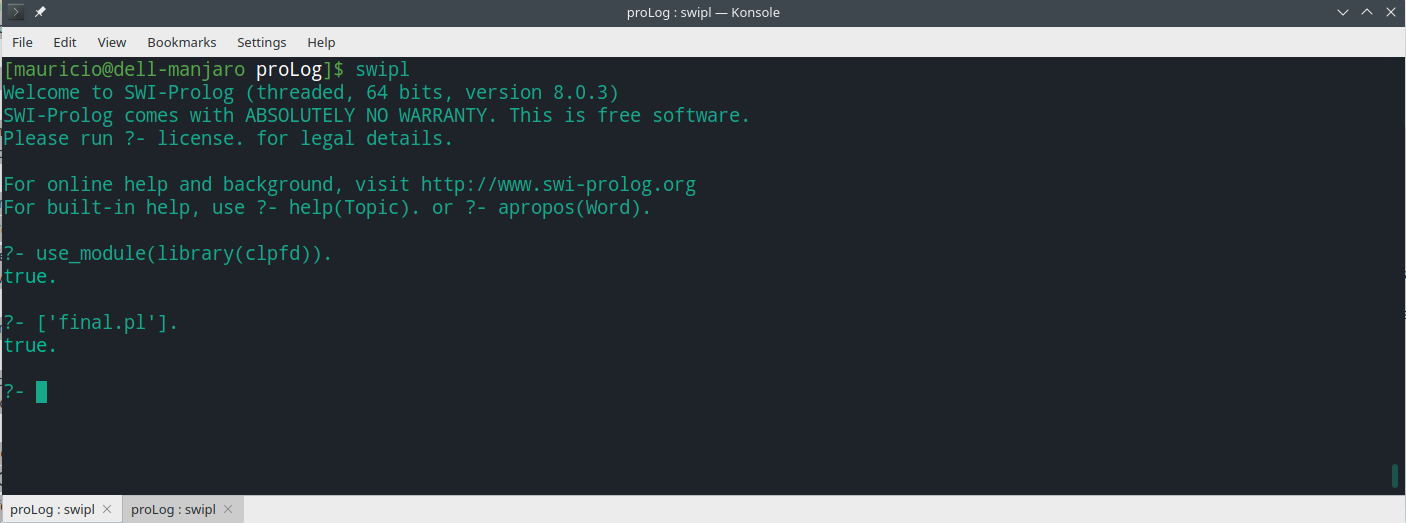 proLog : swipl — Konsole
File Edit View Bookmarks Settings Help
[mauricio@dell-manjaro proLog]$ swipl
Welcome to SWI-Prolog (threaded, 64 bits, version 8.0.3)
SWI-Prolog comes with ABSOLUTELY NO WARRANTY. This is free software.
Please run ?- license. for legal details.
For online help and background, visit http://www.swi-prolog.org
For built-in help, use ?- help(Topic). or ?- apropos(Word).
?- use_module(library(clpfd)).
true.
?- ['final.pl'].
true.
?-
proLog : swipl proLog : swipl